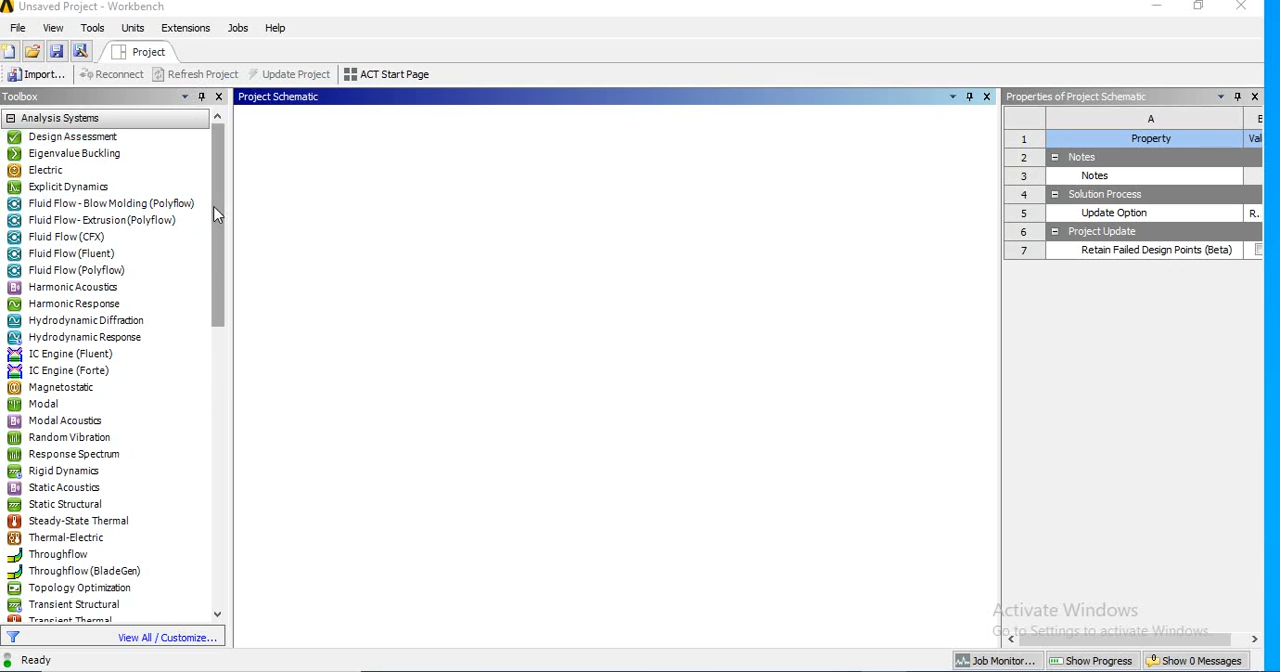 Unsaved Project - Workbench
File View Tools Units Extensions Jobs Help
Project
Import... Reconnect Refresh Project Update Project ACT Start Page
Toolbox
Analysis Systems
Design Assessment
Eigenvalue Buckling
Electric
Explicit Dynamics
Fluid Flow - Blow Molding (Polyflow)
Fluid Flow- Extrusion(Polyflow)
Fluid Flow (CFX)
Fluid Flow (Fluent)
Fluid Flow (Polyflow)
Harmonic Acoustics
Harmonic Response
Hydrodynamic Diffraction
Hydrodynamic Response
IC Engine (Fluent)
IC Engine (Forte)
Magnetostatic
Modal
Modal Acoustics
Random Vibration
Response Spectrum
Rigid Dynamics
Static Acoustics
Static Structural
Steady-State Thermal
Thermal-Electric
Throughflow
Throughflow (BladeGen)
Topology Optimization
Transient Structural
Transient Thermal
View All / Customize...
Project Schematic
Properties of Project Schematic
A
1 Property Val
2 Notes
3 Notes
4 Solution Process
5 Update Option R.
6 Project Update
7 Retain Failed Design Points (Beta)
Activate Windows
Go to Settings to activate Windows.
Ready
Job Monitor... Show Progress Show 0 Messages